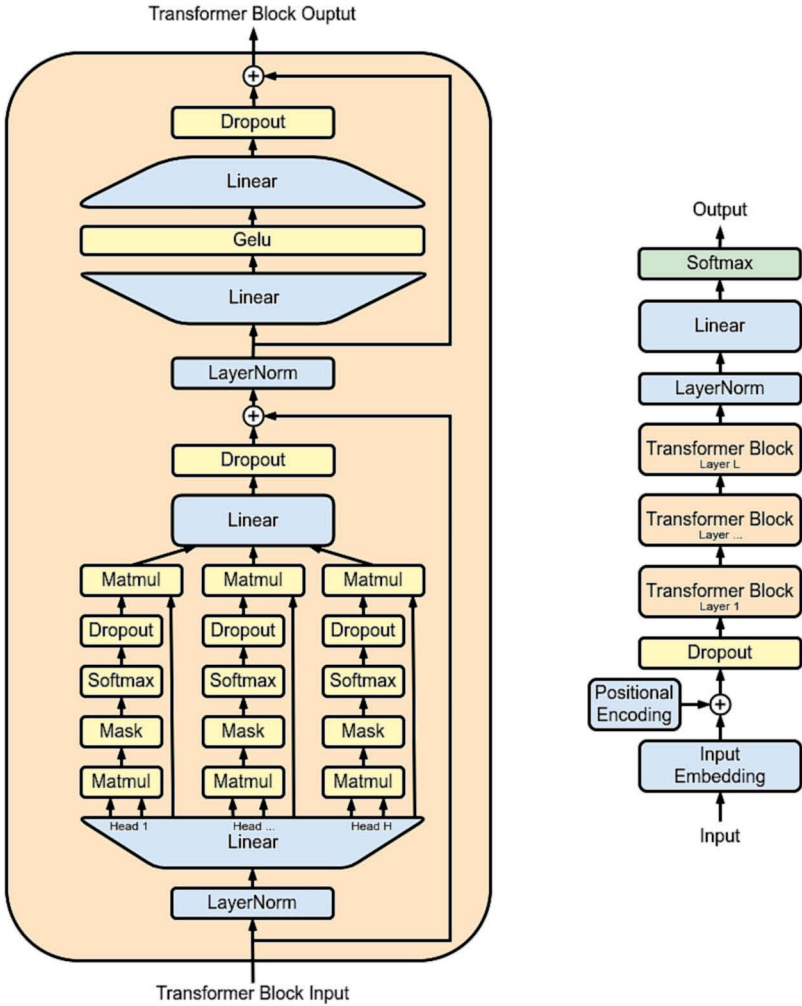 Transformer Block Ouptut
Dropout
Linear
Gelu
Linear
LayerNorm
Dropout
Linear
Matmul Matmul Matmul
Dropout Dropout Dropout
Softmax Softmax Softmax
Mask Mask Mask
Matmul Matmul Matmul
Head 1 Head ... Head H
Linear
LayerNorm
Transformer Block Input
Output
Softmax
Linear
LayerNorm
Transformer Block
Layer L
Transformer Block
Layer ...
Transformer Block
Layer 1
Dropout
Positional
Encoding
Input
Embedding
Input